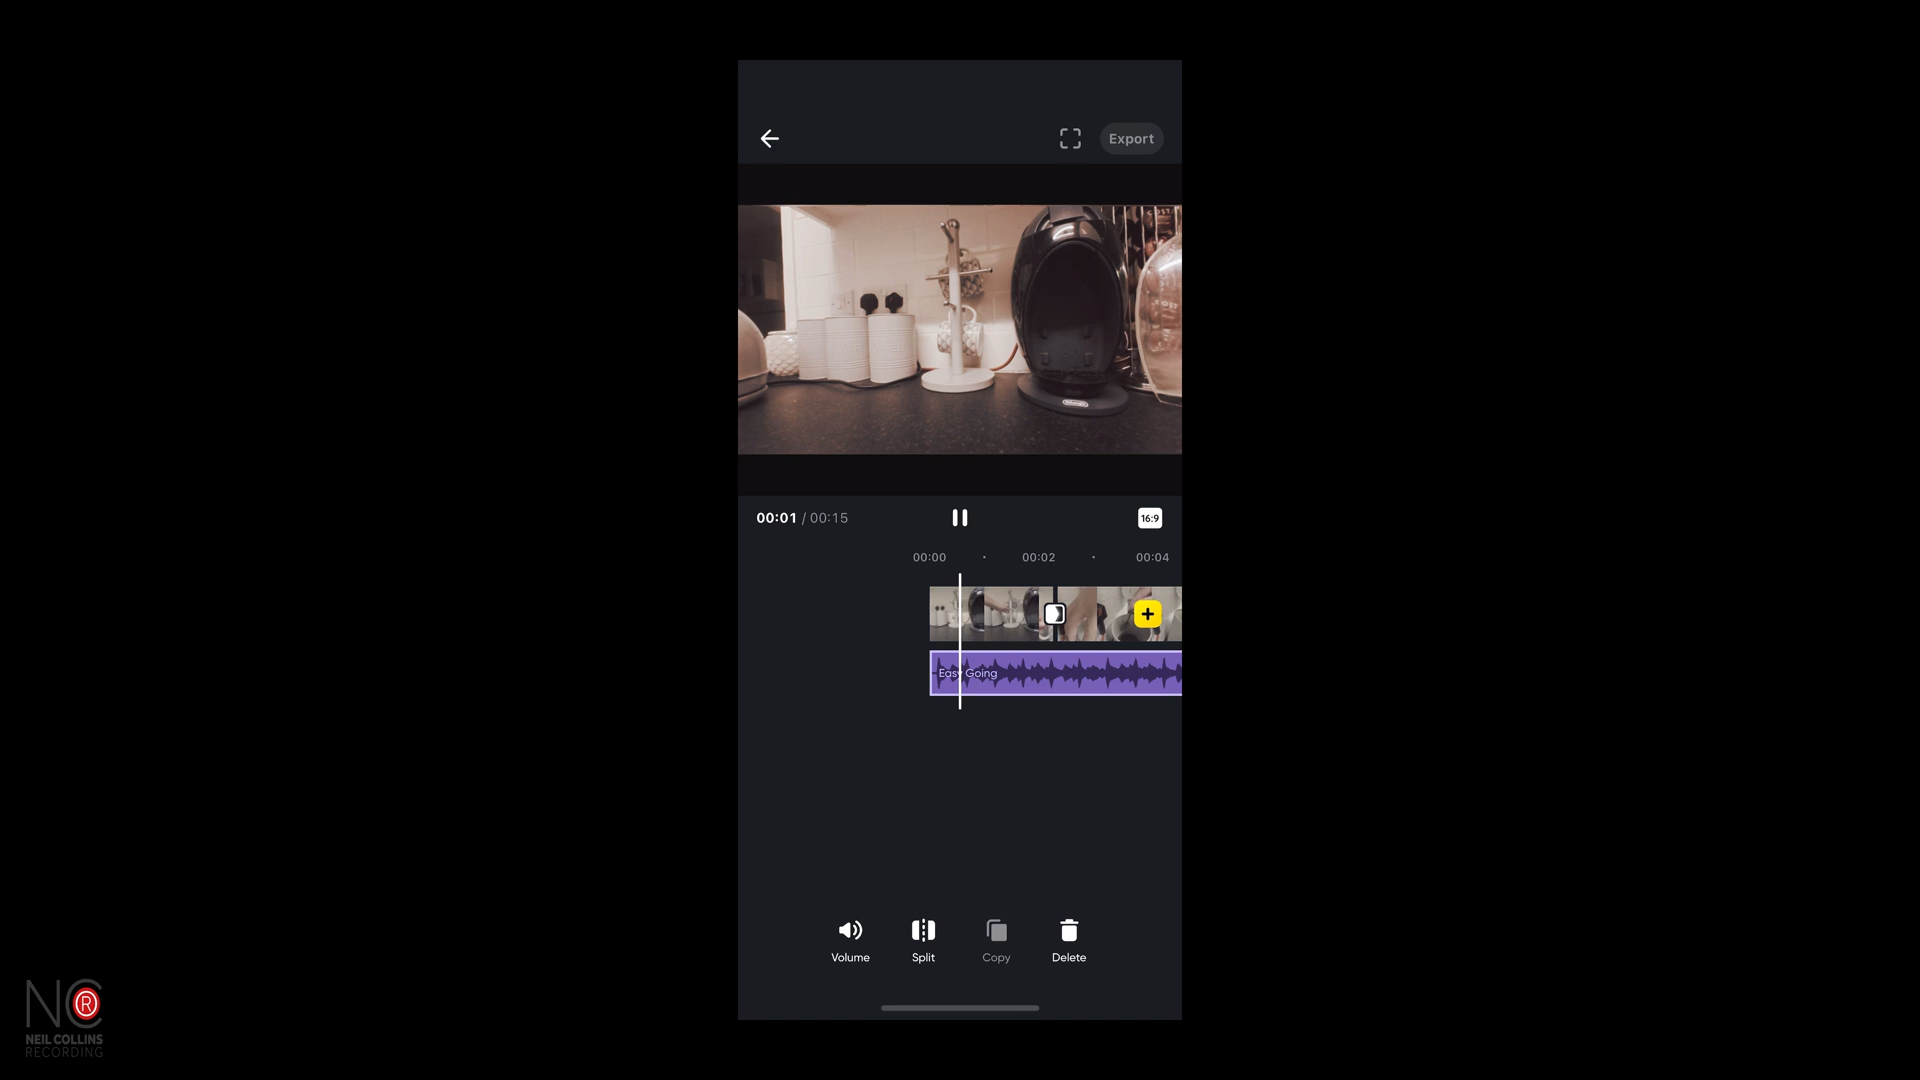 Export
00:01 / 00:15
16:9
00:00 · 00:02 · 00:04
Easy Going
Volume Split Copy Delete
NC®
NEIL COLLINS
RECORDING